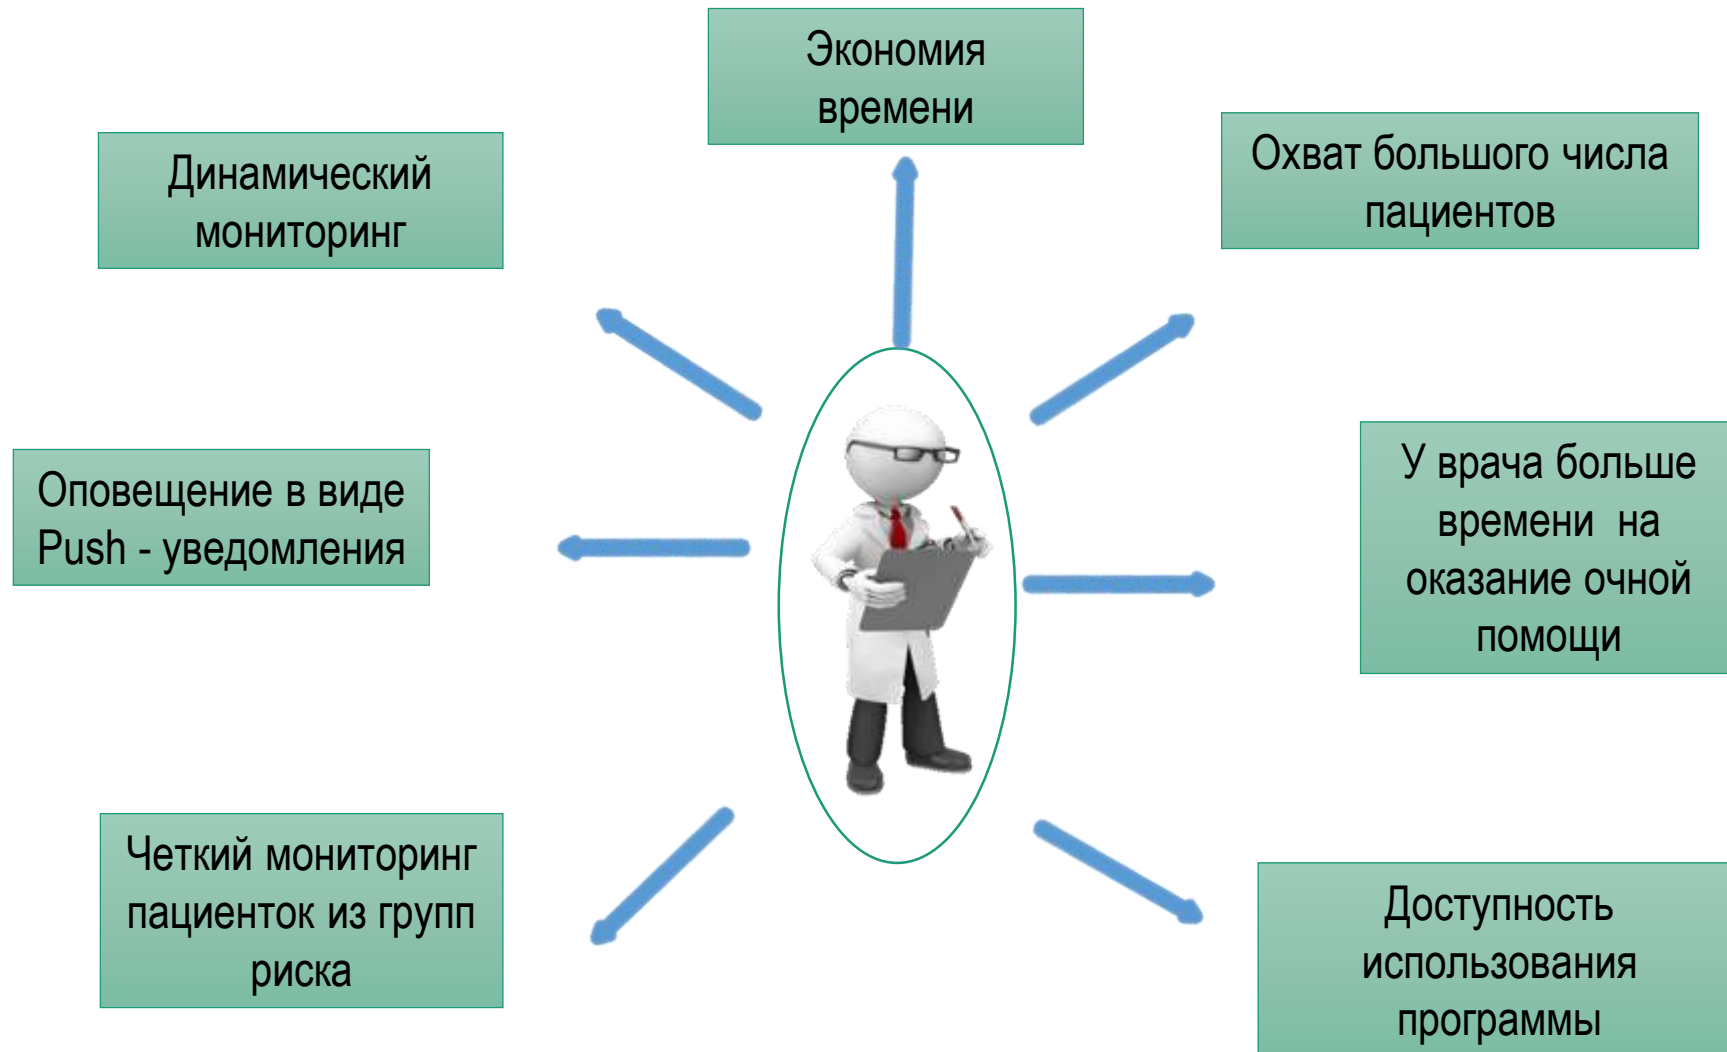 Экономия
времени
Динамический
мониторинг
Охват большого числа
пациентов
Оповещение в виде
Push - уведомления
У врача больше
времени  на
оказание очной
помощи
Четкий мониторинг
пациенток из групп
риска
Доступность
использования
программы